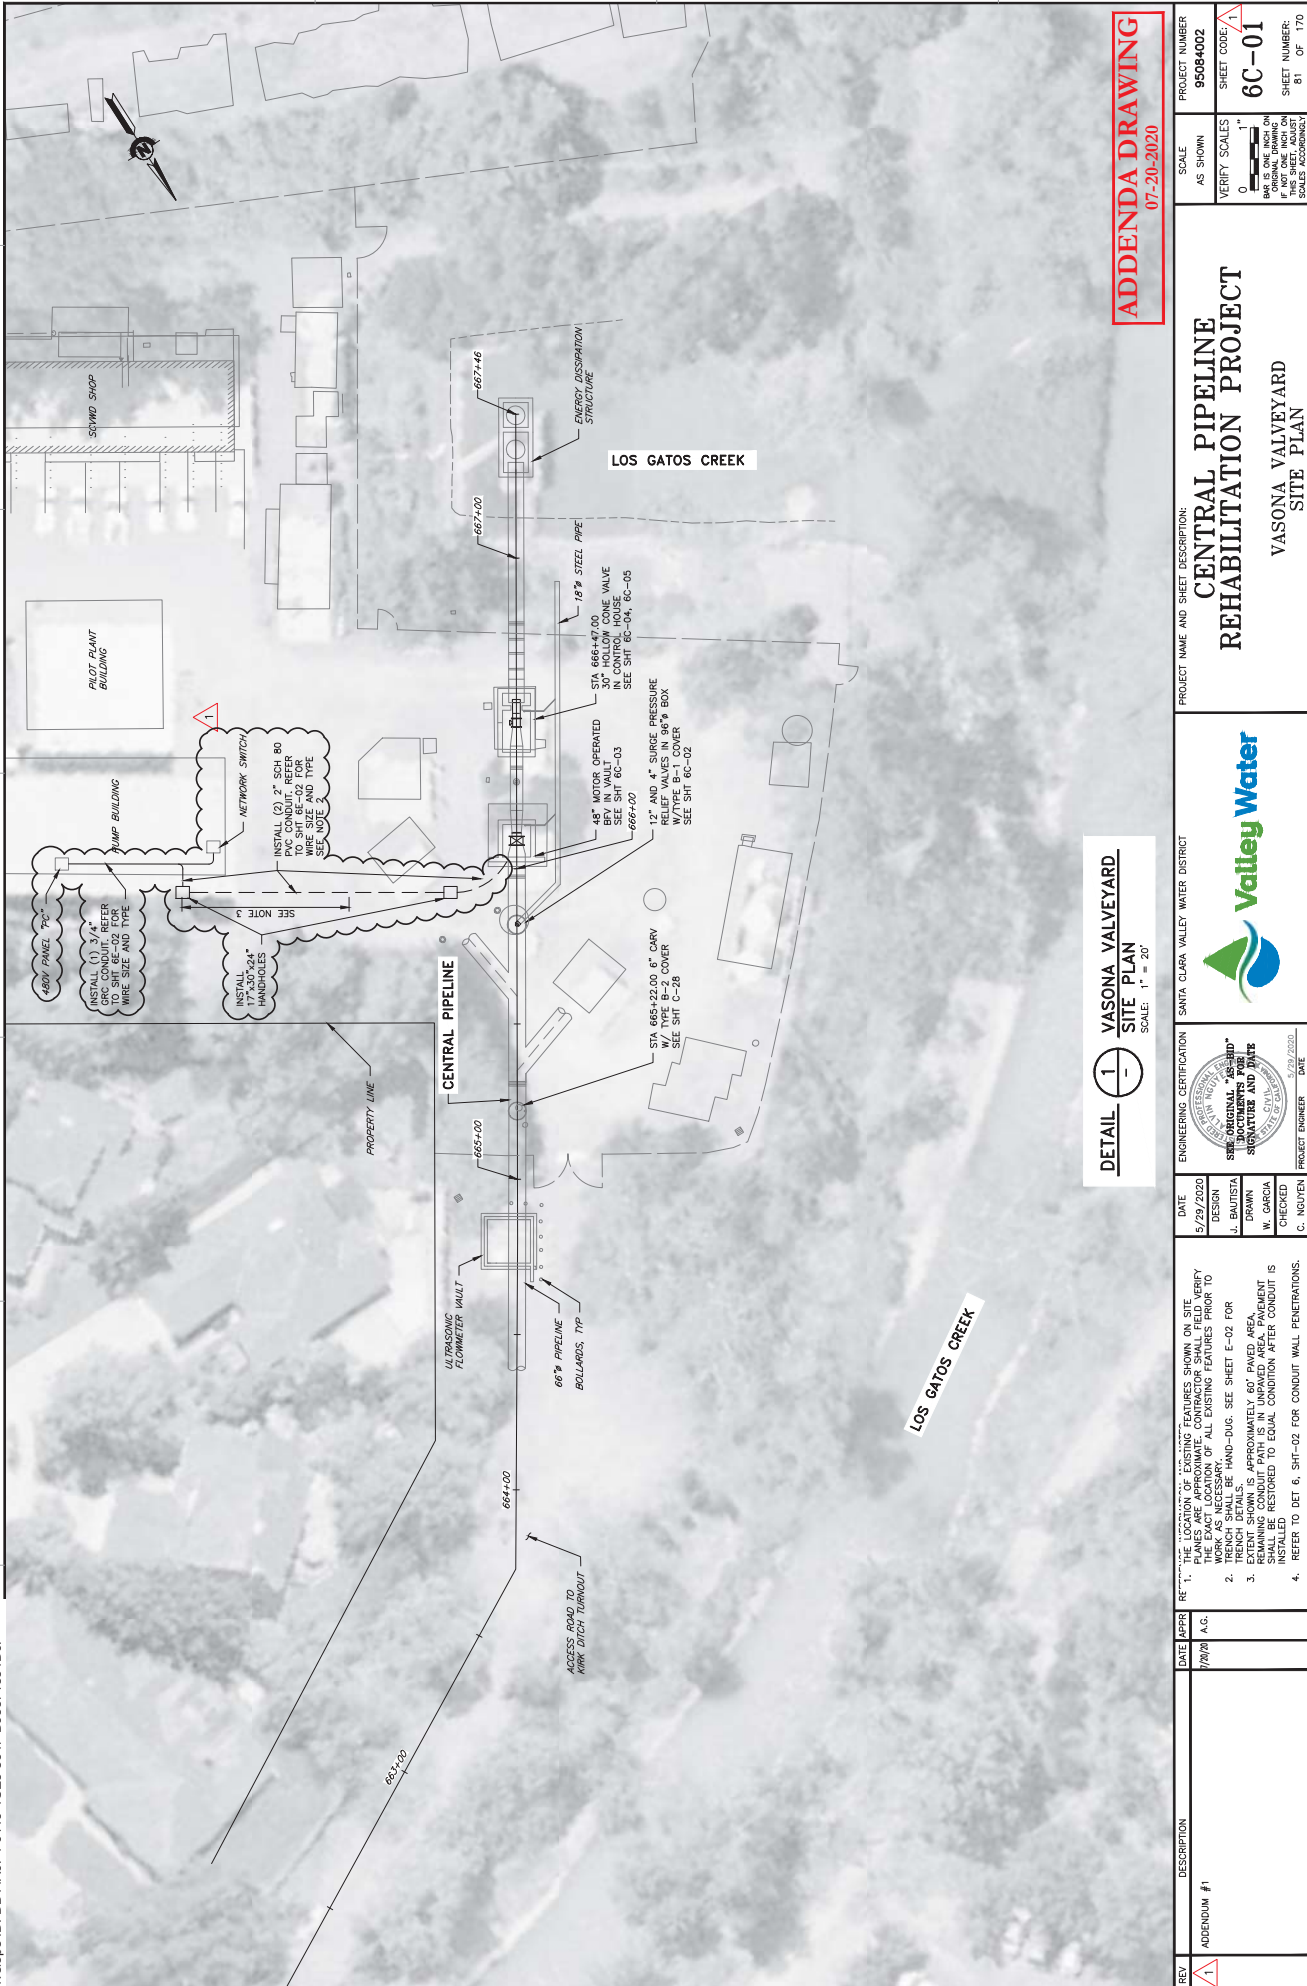 SCVWD SHOP
PILOT PLANT
BUILDING
PUMP BUILDING
480V PANEL "PC"
NETWORK SWITCH
INSTALL (1) 3/4"
GRC CONDUIT. REFER
TO SHT 6E-02 FOR
WIRE SIZE AND TYPE
INSTALL (2) 2" SCH 80
PVC CONDUIT. REFER
TO SHT 6E-02 FOR
WIRE SIZE AND TYPE
SEE NOTE 2
1
SEE NOTE 3
INSTALL
17"x30"x24"
HANDHOLES
PROPERTY LINE
CENTRAL PIPELINE
667+46
ENERGY DISSIPATION
STRUCTURE
LOS GATOS CREEK
667+00
18"ø STEEL PIPE
STA 666+47.00
30" HOLLOW CONE VALVE
IN CONTROL HOUSE
SEE SHT 6C-04, 6C-05
48" MOTOR OPERATED
BFV IN VAULT
SEE SHT 6C-03
666+00
12" AND 4" SURGE PRESSURE
RELIEF VALVES IN 96"ø BOX
W/TYPE B-1 COVER
SEE SHT 6C-02
STA 665+22.00 6" CARV
W/ TYPE B-2 COVER
SEE SHT C-28
665+00
ULTRASONIC
FLOWMETER VAULT
66"ø PIPELINE
BOLLARDS, TYP
664+00
ACCESS ROAD TO
KIRK DITCH TURNOUT
663+00
LOS GATOS CREEK
N
DETAIL
1
-
VASONA VALVEYARD
SITE PLAN
SCALE: 1" = 20'
ADDENDA DRAWING
07-20-2020
REV
DESCRIPTION
DATE
APPR
1
ADDENDUM #1
7/20/20
A.G.
1. THE LOCATION OF EXISTING FEATURES SHOWN ON SITE
PLANES ARE APPROXIMATE. CONTRACTOR SHALL FIELD VERIFY
THE EXACT LOCATION OF ALL EXISTING FEATURES PRIOR TO
WORK AS NECESSARY.
2. TRENCH SHALL BE HAND-DUG. SEE SHEET E-02 FOR
TRENCH DETAILS.
3. EXTENT SHOWN IS APPROXIMATELY 60' PAVED AREA,
REMAINING CONDUIT PATH IS IN UNPAVED AREA. PAVEMENT
SHALL BE RESTORED TO EQUAL CONDITION AFTER CONDUIT IS
INSTALLED
4. REFER TO DET 6, SHT-02 FOR CONDUIT WALL PENETRATIONS.
DATE
5/29/2020
DESIGN
J. BAUTISTA
DRAWN
W. GARCIA
CHECKED
C. NGUYEN
ENGINEERING CERTIFICATION
SEE ORIGINAL "AS-BID"
DOCUMENTS FOR
SIGNATURE AND DATE
CIVIL
STATE OF CALIFORNIA
5/29/2020
PROJECT ENGINEER
DATE
SANTA CLARA VALLEY WATER DISTRICT
Valley Water
PROJECT NAME AND SHEET DESCRIPTION:
CENTRAL PIPELINE
REHABILITATION PROJECT
VASONA VALVEYARD
SITE PLAN
SCALE
AS SHOWN
VERIFY SCALES
0
1"
BAR IS ONE INCH ON
ORIGINAL DRAWING
IF NOT ONE INCH ON
THIS SHEET, ADJUST
SCALES ACCORDINGLY
PROJECT NUMBER
95084002
SHEET CODE:
1
6C-01
SHEET NUMBER:
81 OF 170